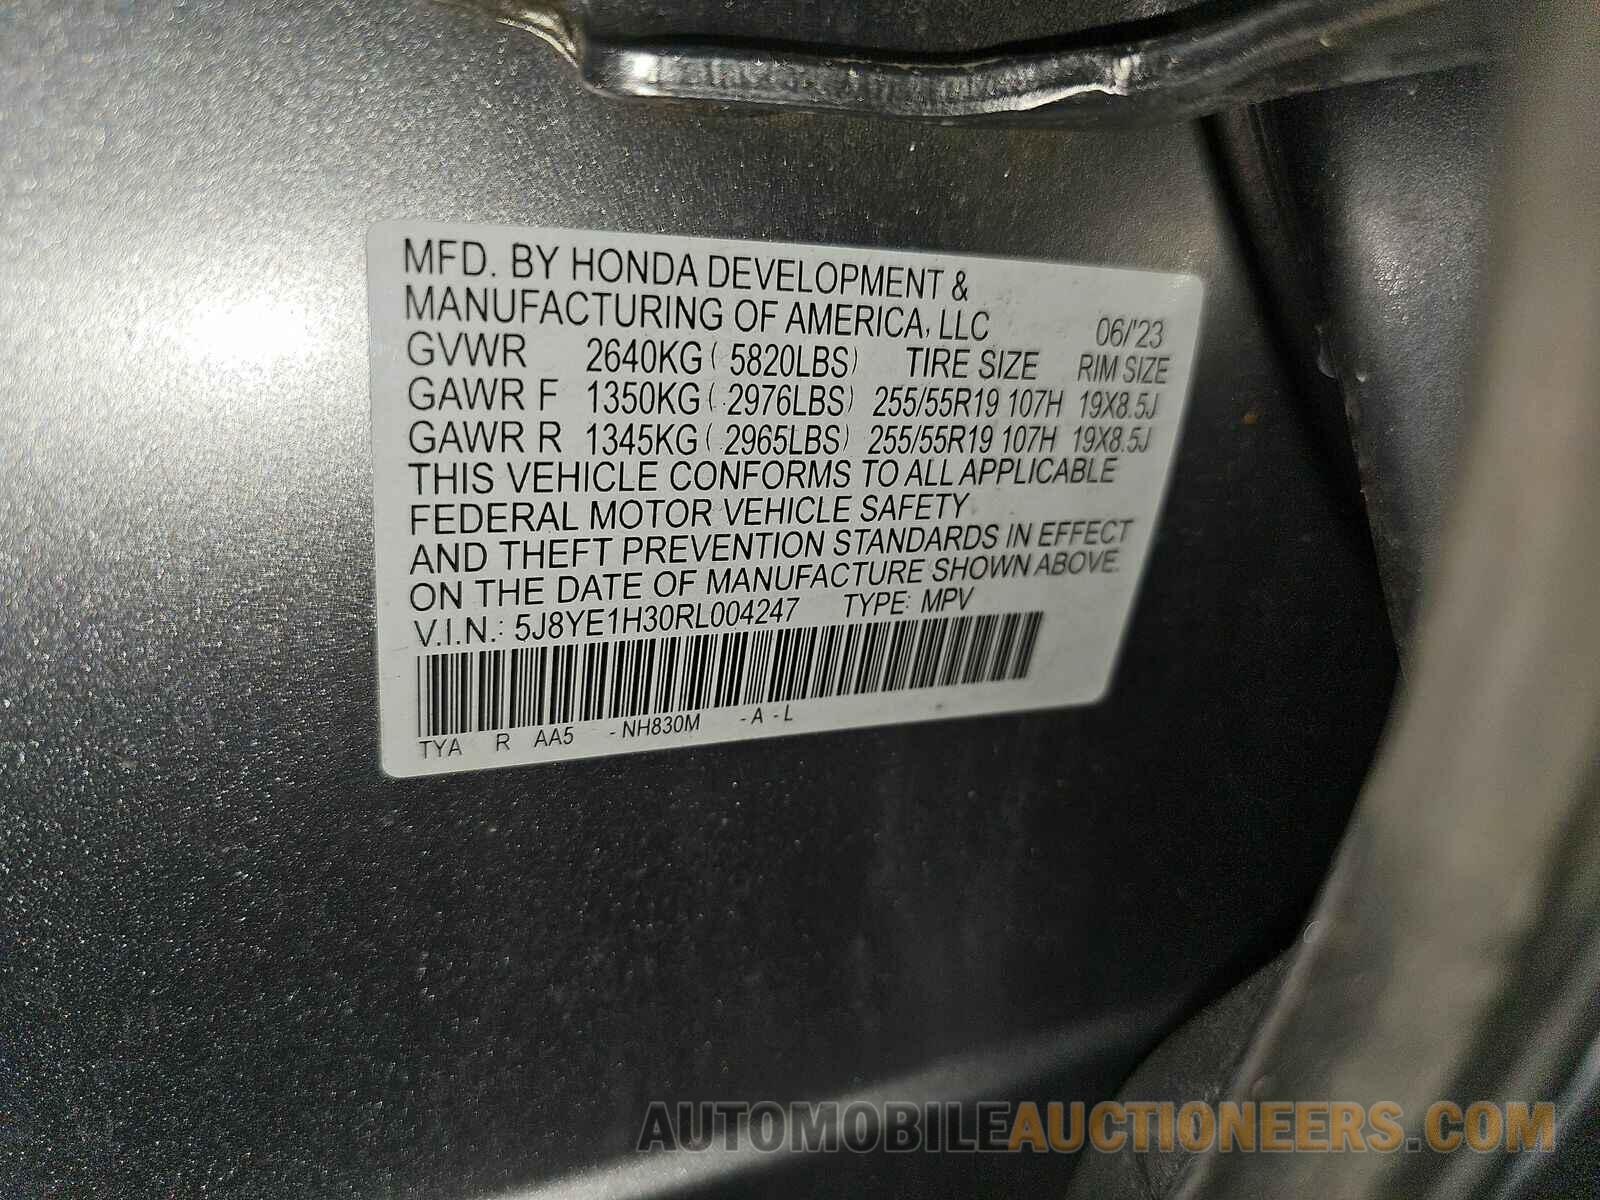 MFD. BY HONDA DEVELOPMENT &
MANUFACTURING OF AMERICA, LLC 06/'23
GVWR 2640KG ( 5820LBS) TIRE SIZE RIM SIZE
GAWR F 1350KG ( 2976LBS) 255/55R19 107H 19X8.5J
GAWR R 1345KG ( 2965LBS) 255/55R19 107H 19X8.5J
THIS VEHICLE CONFORMS TO ALL APPLICABLE
FEDERAL MOTOR VEHICLE SAFETY
AND THEFT PREVENTION STANDARDS IN EFFECT
ON THE DATE OF MANUFACTURE SHOWN ABOVE.
V.I.N.: 5J8YE1H30RL004247 TYPE: MPV
TYA R AA5 - NH830M - A - L
AUTOMOBILEAUCTIONEERS.COM